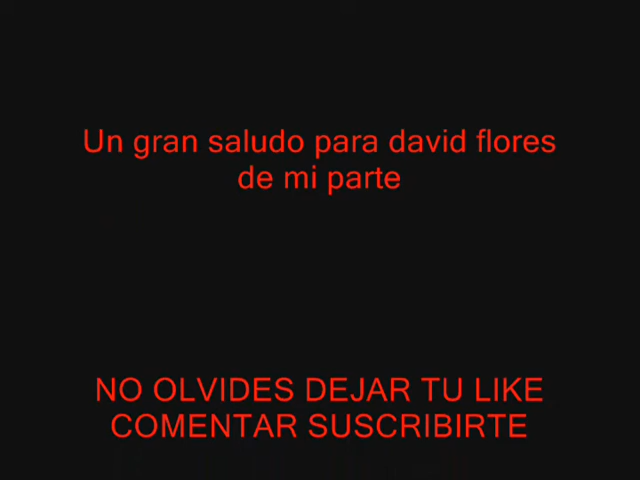 Un gran saludo para david flores
de mi parte
NO OLVIDES DEJAR TU LIKE
COMENTAR SUSCRIBIRTE